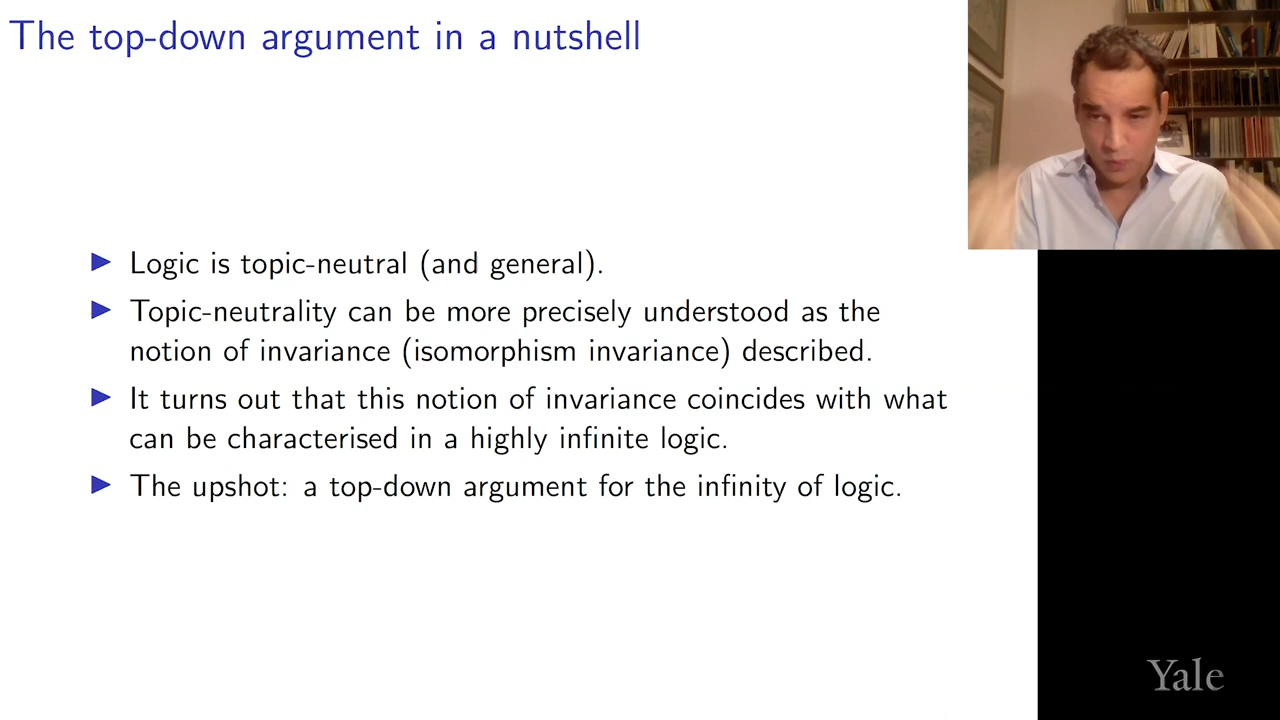 The top-down argument in a nutshell
Logic is topic-neutral (and general).
Topic-neutrality can be more precisely understood as the
notion of invariance (isomorphism invariance) described.
It turns out that this notion of invariance coincides with what
can be characterised in a highly infinite logic.
The upshot: a top-down argument for the infinity of logic.
Yale